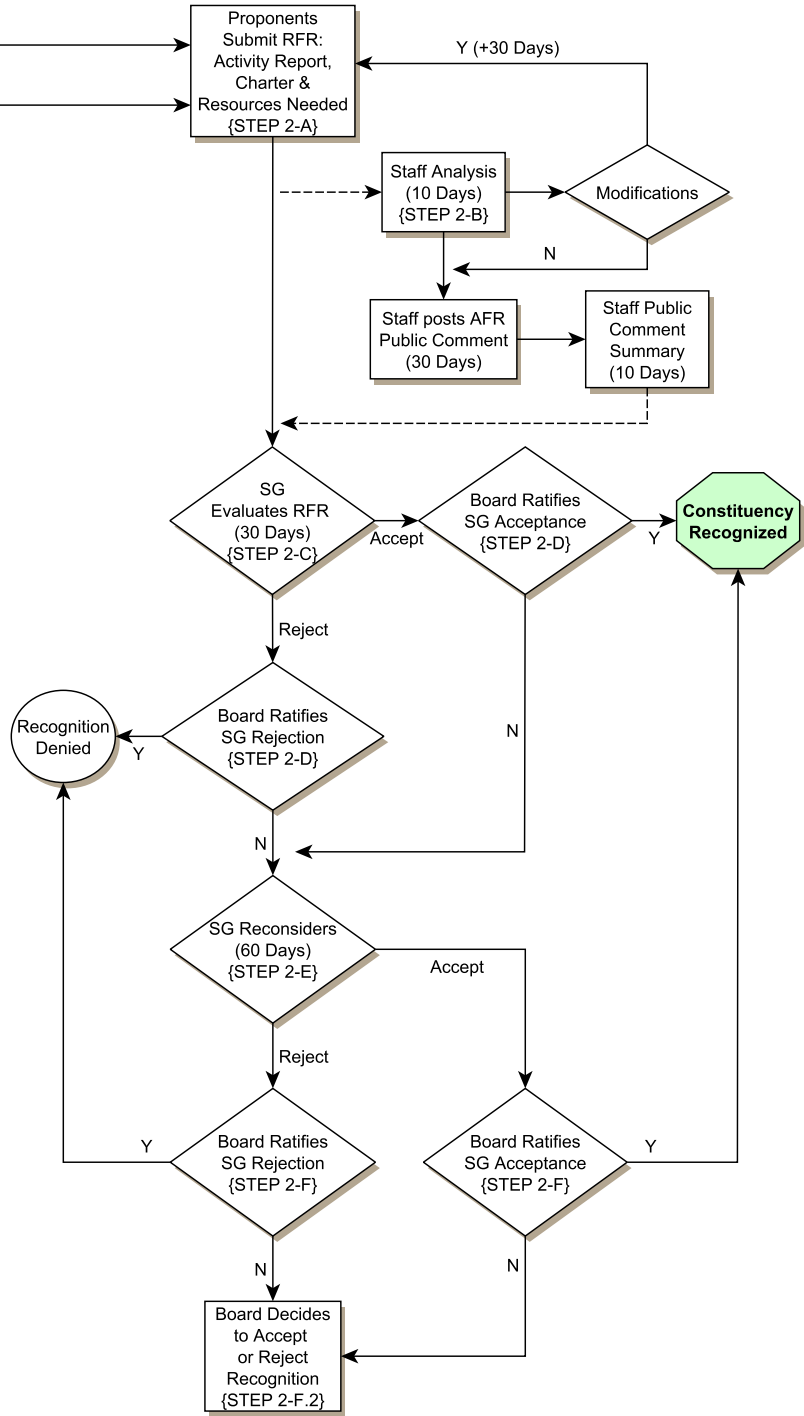 Proponents
Submit RFR:
Activity Report,
Charter &
Resources Needed
{STEP 2-A}
Y (+30 Days)
Staff Analysis
(10 Days)
{STEP 2-B}
Modifications
N
Staff posts AFR
Public Comment
(30 Days)
Staff Public
Comment
Summary
(10 Days)
SG
Evaluates RFR
(30 Days)
{STEP 2-C}
Accept
Board Ratifies
SG Acceptance
{STEP 2-D}
Y
Constituency
Recognized
Reject
Board Ratifies
SG Rejection
{STEP 2-D}
Y
Recognition
Denied
N
N
SG Reconsiders
(60 Days)
{STEP 2-E}
Accept
Reject
Board Ratifies
SG Rejection
{STEP 2-F}
Y
Board Ratifies
SG Acceptance
{STEP 2-F}
Y
N
N
Board Decides
to Accept
or Reject
Recognition
{STEP 2-F.2}